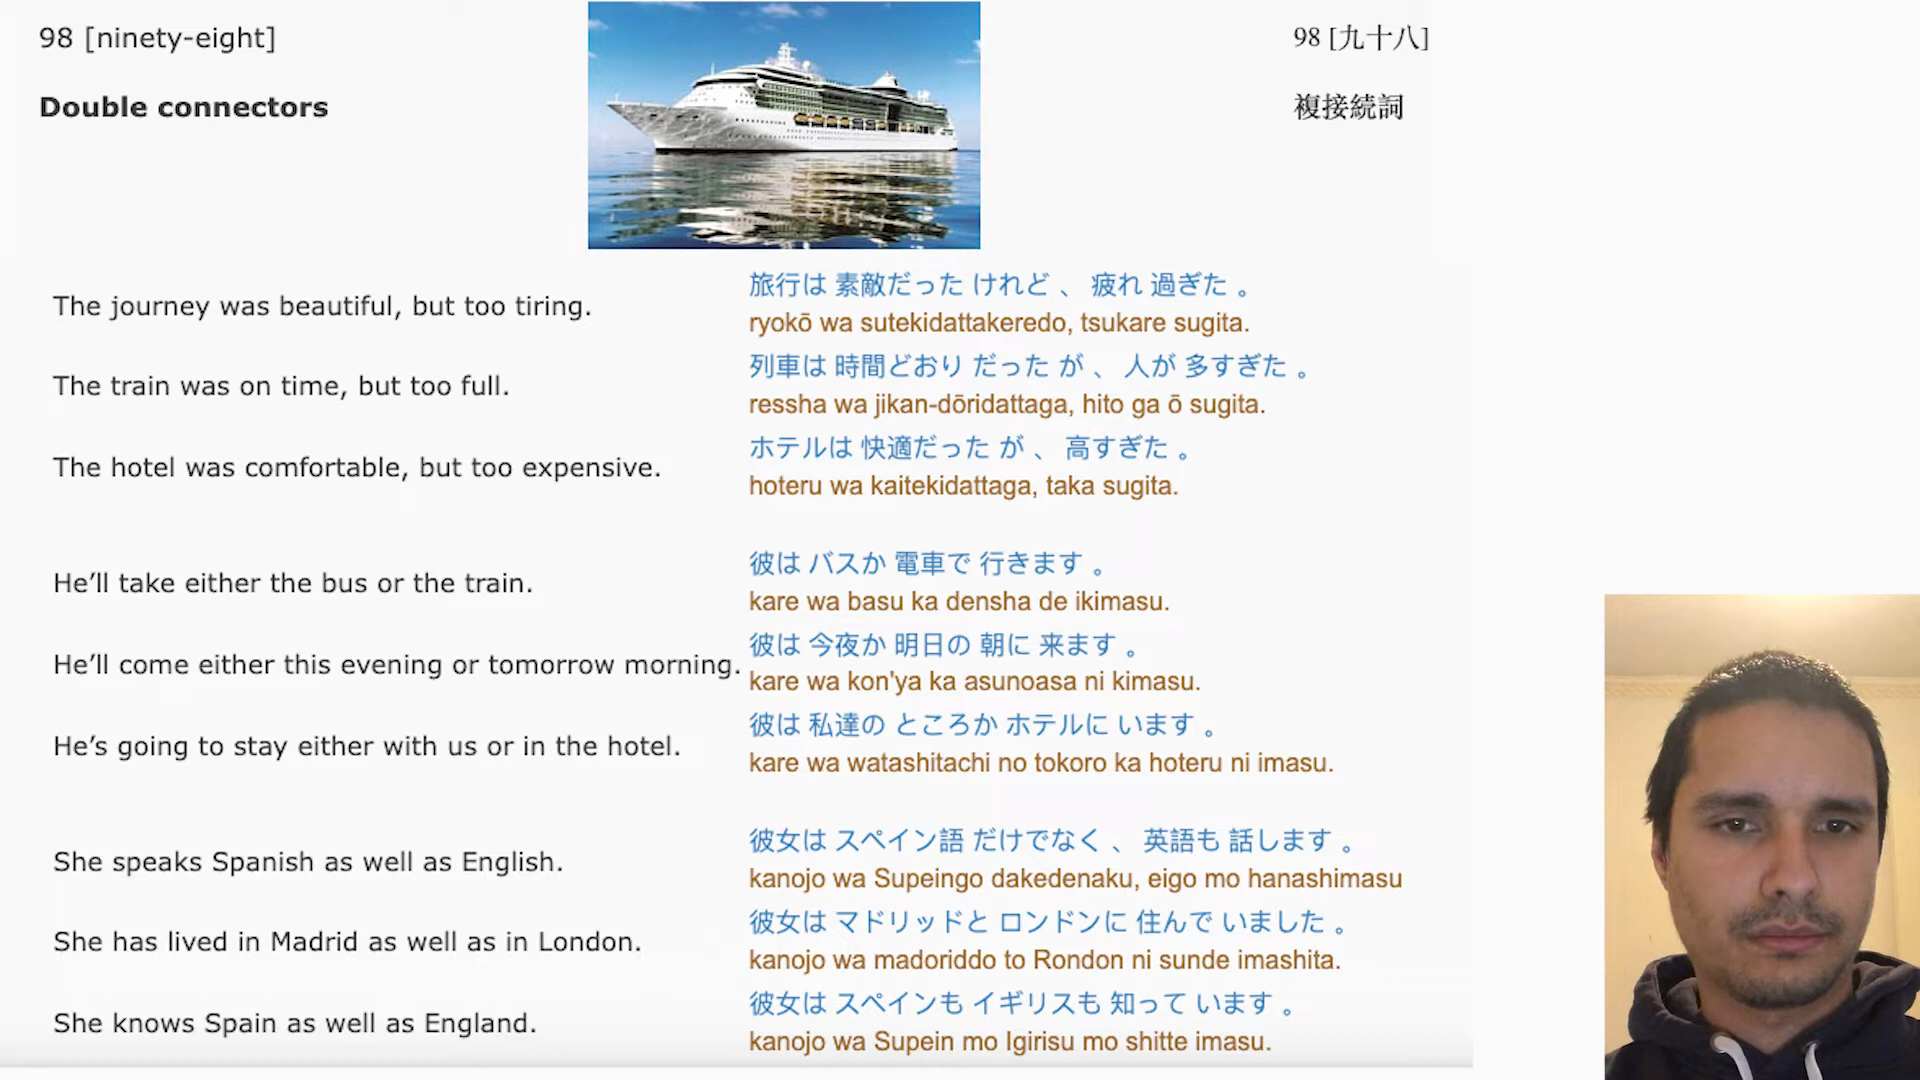 98 [ninety-eight]
98 [九十八]
Double connectors
複接続詞
The journey was beautiful, but too tiring.
旅行は 素敵だった けれど 、 疲れ 過ぎた 。
ryokō wa sutekidattakeredo, tsukare sugita.
The train was on time, but too full.
列車は 時間どおり だった が 、 人が 多すぎた 。
ressha wa jikan-dōridattaga, hito ga ō sugita.
The hotel was comfortable, but too expensive.
ホテルは 快適だった が 、 高すぎた 。
hoteru wa kaitekidattaga, taka sugita.
He’ll take either the bus or the train.
彼は バスか 電車で 行きます 。
kare wa basu ka densha de ikimasu.
He’ll come either this evening or tomorrow morning.
彼は 今夜か 明日の 朝に 来ます 。
kare wa kon'ya ka asunoasa ni kimasu.
He’s going to stay either with us or in the hotel.
彼は 私達の ところか ホテルに います 。
kare wa watashitachi no tokoro ka hoteru ni imasu.
She speaks Spanish as well as English.
彼女は スペイン語 だけでなく 、 英語も 話します 。
kanojo wa Supeingo dakedenaku, eigo mo hanashimasu
She has lived in Madrid as well as in London.
彼女は マドリッドと ロンドンに 住んで いました 。
kanojo wa madoriddo to Rondon ni sunde imashita.
She knows Spain as well as England.
彼女は スペインも イギリスも 知って います 。
kanojo wa Supein mo Igirisu mo shitte imasu.